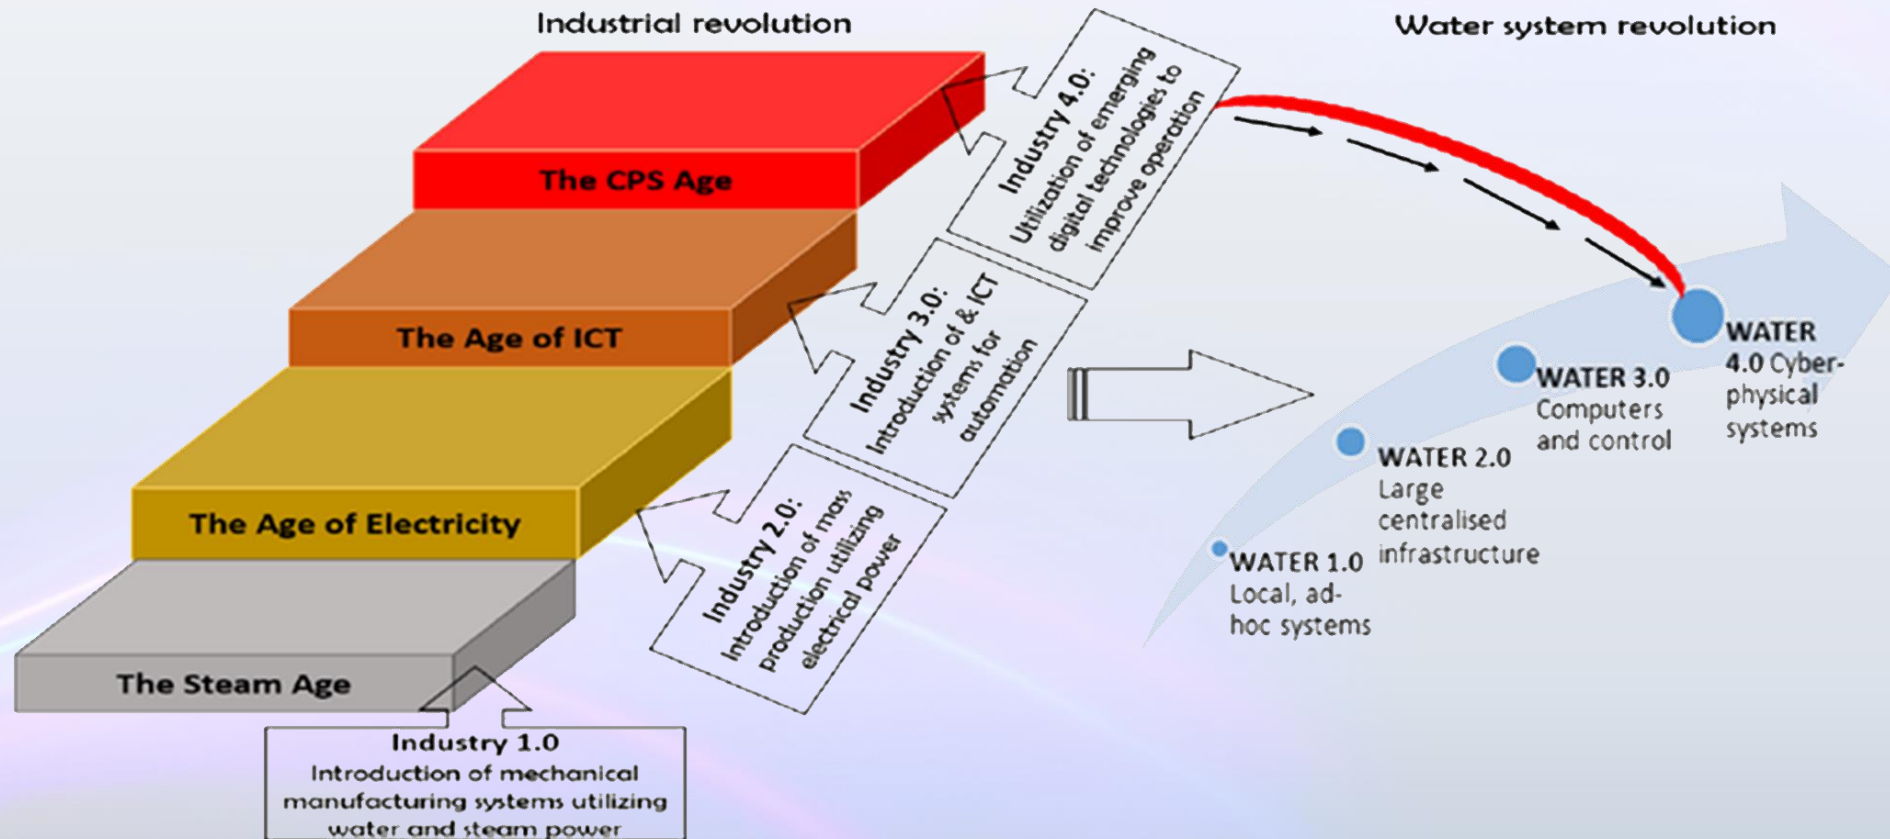 Industrial revolution
Water system revolution
The CPS Age
The Age of ICT
The Age of Electricity
The Steam Age
Industry 1.0
Introduction of mechanical
manufacturing systems utilizing
water and steam power
Industry 2.0:
Introduction of mass
production utilizing
electrical power
Industry 3.0:
Introduction of & ICT
systems for
automation
Industry 4.0:
Utilization of emerging
digital technologies to
improve operation
WATER 1.0
Local, ad-
hoc systems
WATER 2.0
Large
centralised
infrastructure
WATER 3.0
Computers
and control
WATER
4.0 Cyber-
physical
systems